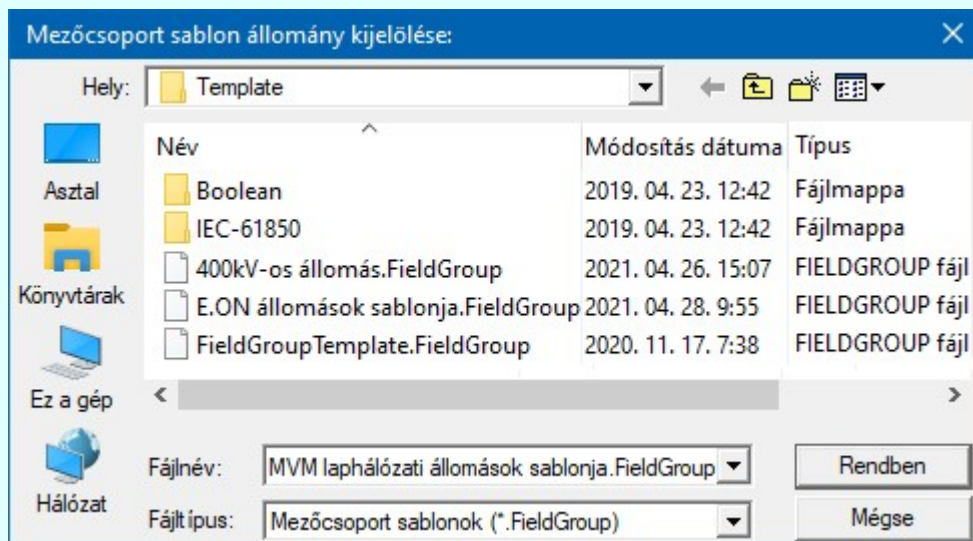 Mezőcsoport sablon állomány kijelölése:
Hely: Template
Asztal
Könyvtárak
Ez a gép
Hálózat
Név Módosítás dátuma Típus
Boolean 2019. 04. 23. 12:42 Fájlmappa
IEC-61850 2019. 04. 23. 12:42 Fájlmappa
400kV-os állomás.FieldGroup 2021. 04. 26. 15:07 FIELDGROUP fájl
E.ON állomások sablonja.FieldGroup 2021. 04. 28. 9:55 FIELDGROUP fájl
FieldGroupTemplate.FieldGroup 2020. 11. 17. 7:38 FIELDGROUP fájl
Fájlnév: MVM laphálózati állomások sablonja.FieldGroup Rendben
Fájltípus: Mezőcsoport sablonok (*.FieldGroup) Mégse